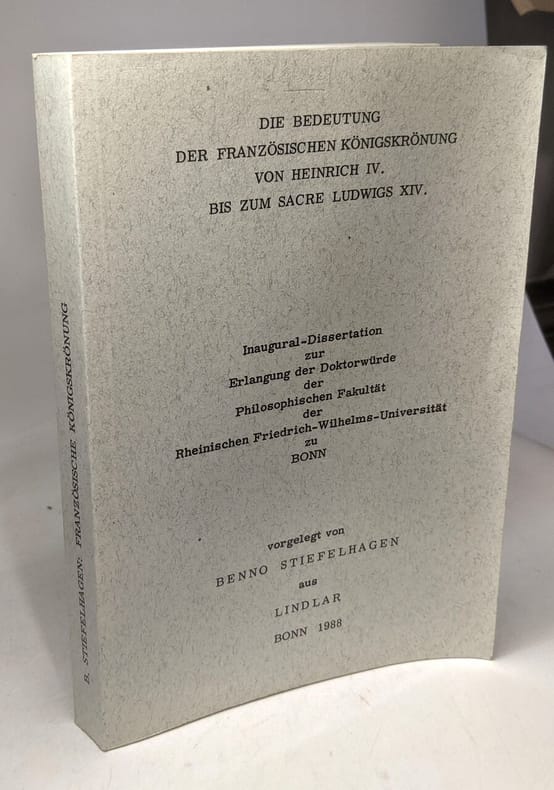 DIE BEDEUTUNG
DER FRANZÖSISCHEN KÖNIGSKRÖNUNG
VON HEINRICH IV.
BIS ZUM SACRE LUDWIGS XIV.
Inaugural-Dissertation
zur
Erlangung der Doktorwürde
der
Philosophischen Fakultät
der
Rheinischen Friedrich-Wilhelms-Universität
zu
BONN
vorgelegt von
BENNO STIEFELHAGEN
aus
LINDLAR
BONN 1988
B. STIEFELHAGEN: FRANZÖSISCHE KÖNIGSKRÖNUNG